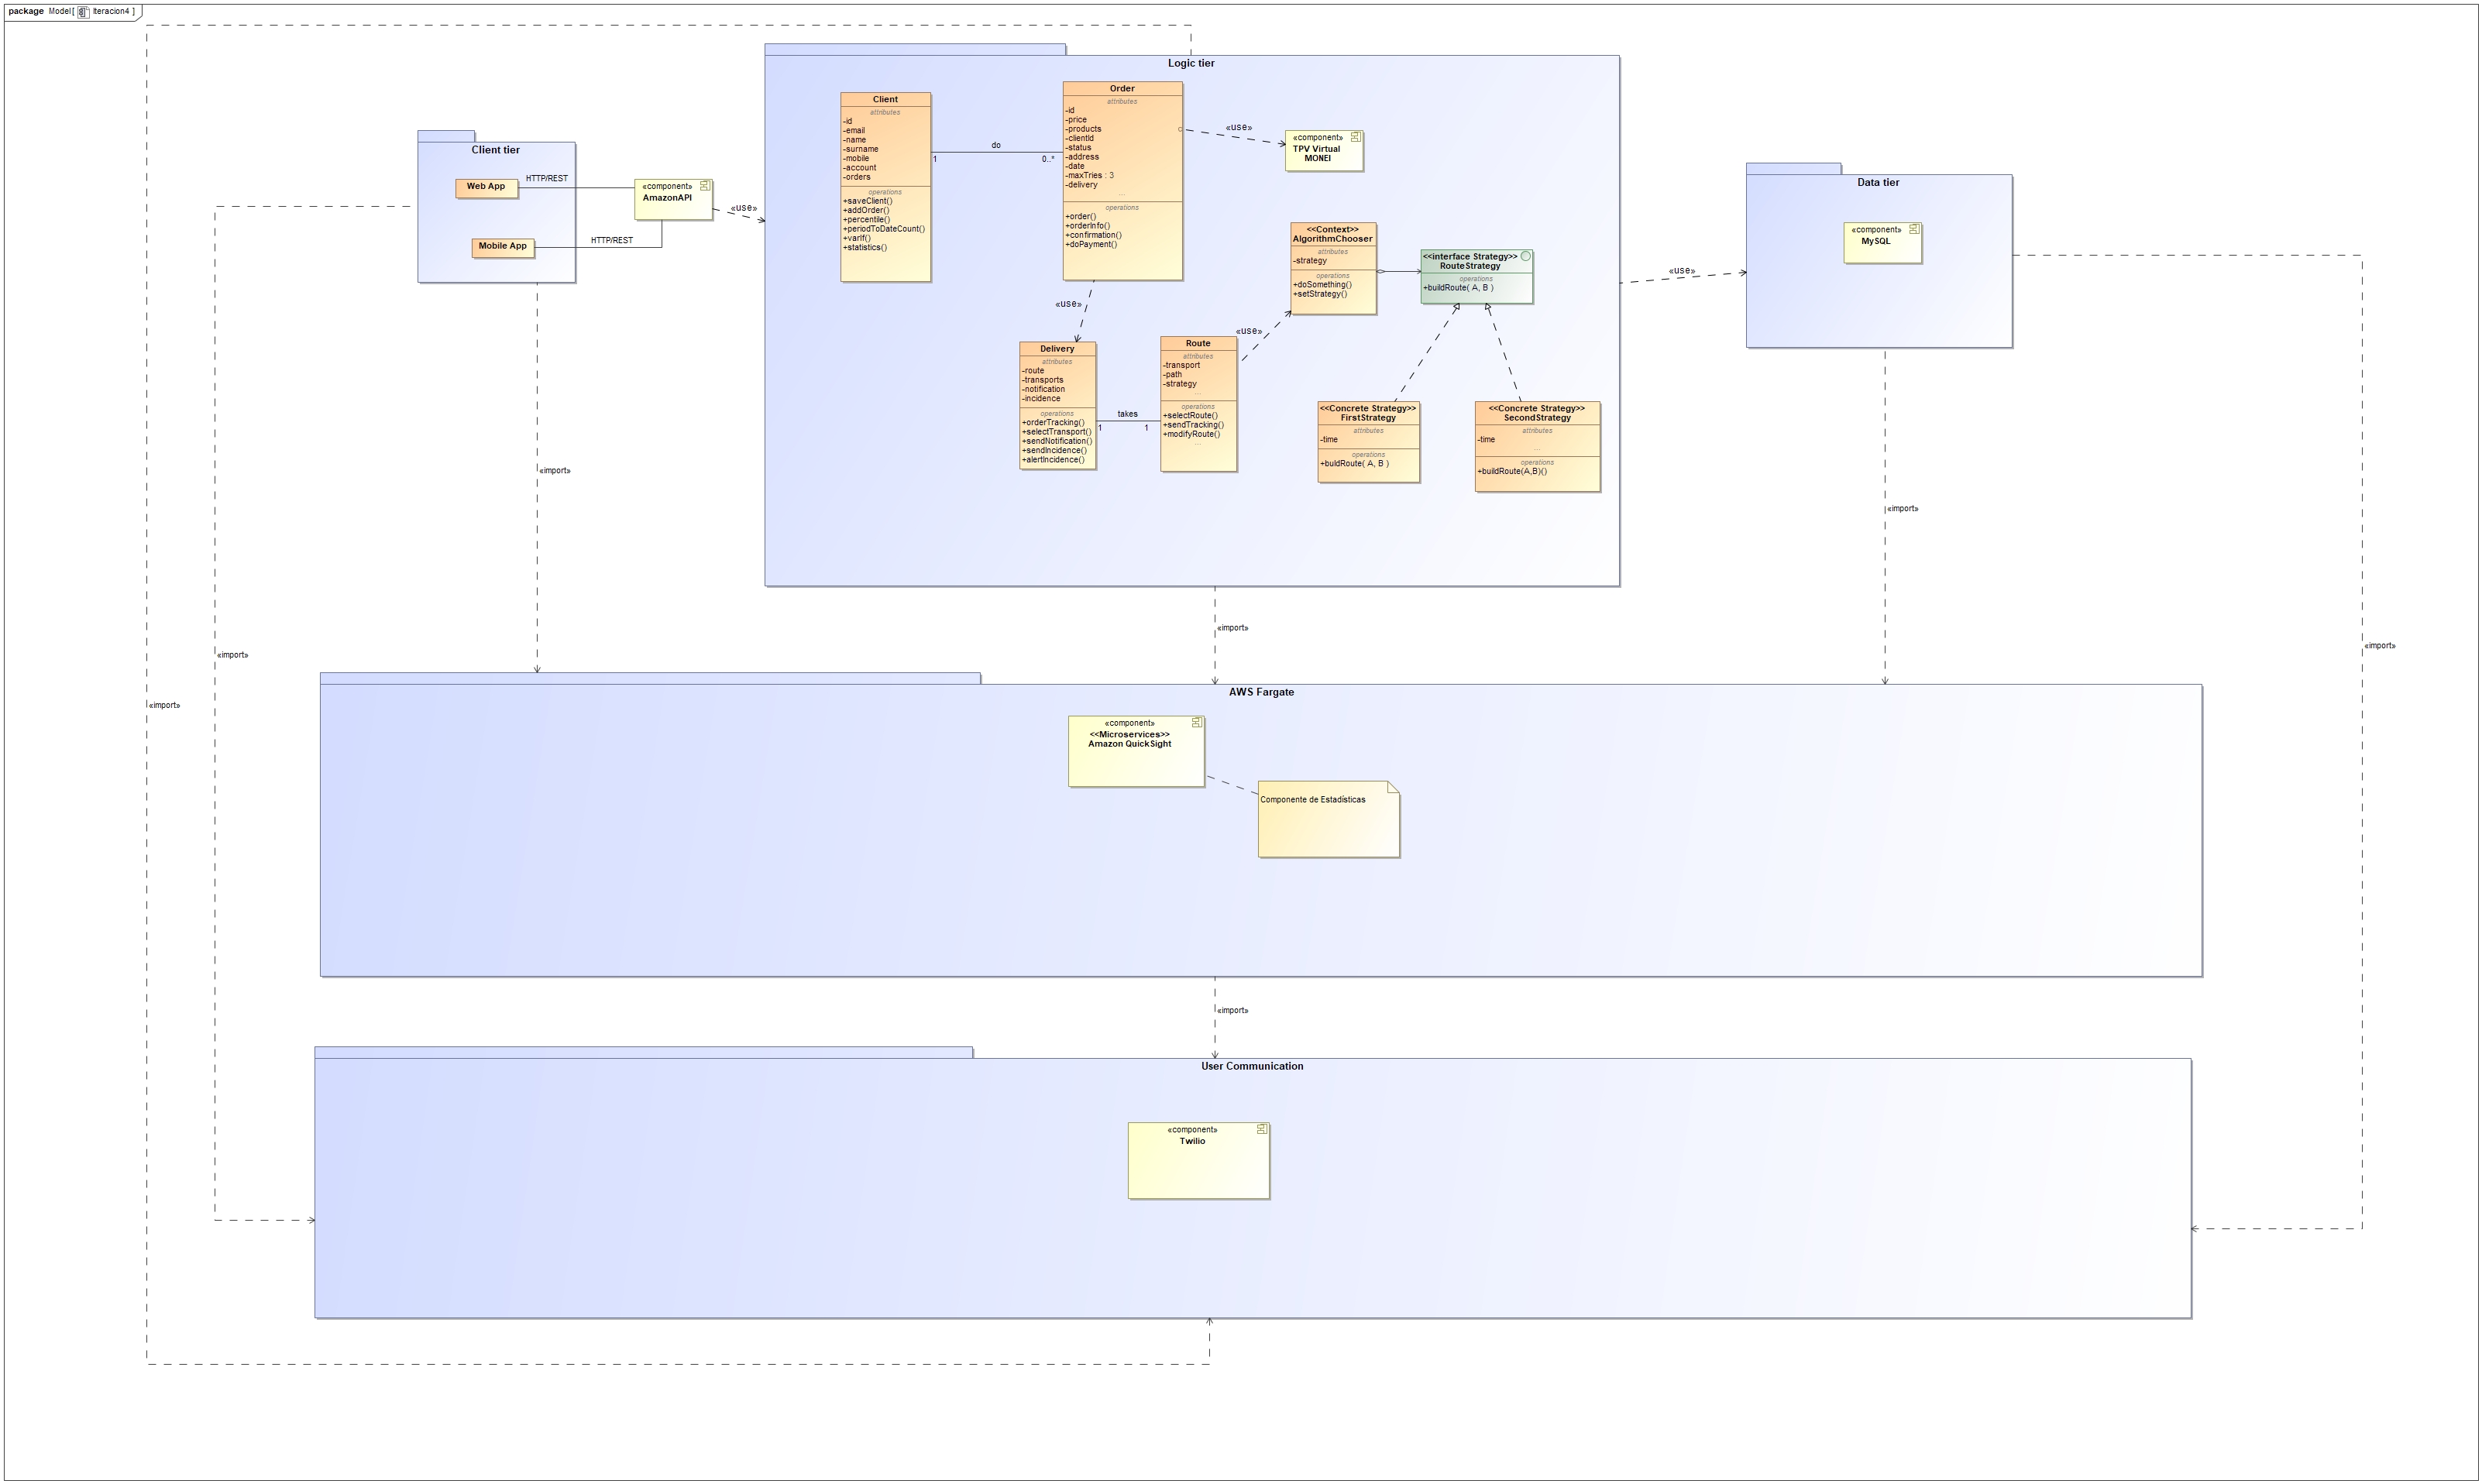 package Model[ Iteracion4 ]
Logic tier
Client
attributes
-id
-email
-name
-surname
-mobile
-account
-orders
operations
+saveClient()
+addOrder()
+percentile()
+periodToDateCount()
+varIf()
+statistics()
do
1
0..*
Order
attributes
-id
-price
-products
-clientId
-status
-address
-date
-maxTries : 3
-delivery
...
operations
+order()
+orderInfo()
+confirmation()
+doPayment()
«use»
«component»
TPV Virtual
MONEI
Client tier
Web App
Mobile App
HTTP/REST
HTTP/REST
«component»
AmazonAPI
«use»
<<Context>>
AlgorithmChooser
attributes
-strategy
operations
+doSomething()
+setStrategy()
<<interface Strategy>>
RouteStrategy
operations
+buildRoute( A, B )
«use»
Delivery
attributes
-route
-transports
-notification
-incidence
operations
+orderTracking()
+selectTransport()
+sendNotification()
+sendIncidence()
+alertIncidence()
takes
1
1
Route
attributes
-transport
-path
-strategy
...
operations
+selectRoute()
+sendTracking()
+modifyRoute()
...
«use»
<<Concrete Strategy>>
FirstStrategy
attributes
-time
operations
+buldRoute( A, B )
<<Concrete Strategy>>
SecondStrategy
attributes
-time
...
operations
+buildRoute(A,B)()
«use»
Data tier
«component»
MySQL
«import»
«import»
«import»
«import»
«import»
«import»
AWS Fargate
«component»
<<Microservices>>
Amazon QuickSight
Componente de Estadísticas
«import»
User Communication
«component»
Twilio